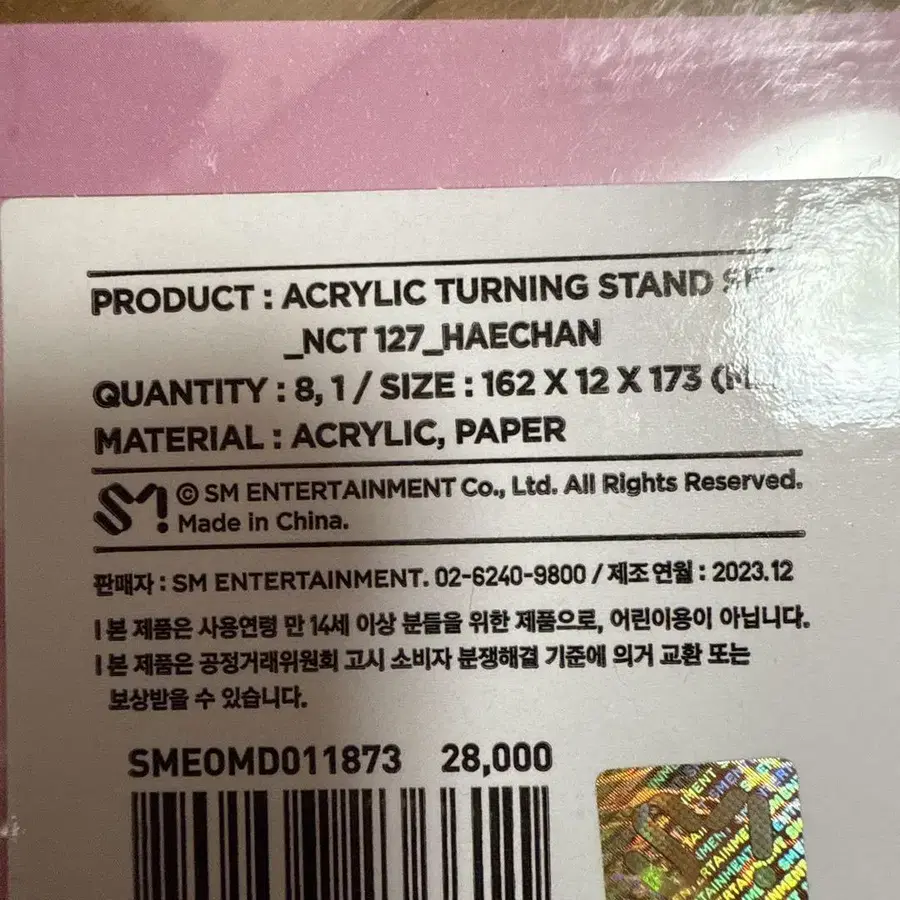 PRODUCT : ACRYLIC TURNING STAND
_NCT 127_HAECHAN
QUANTITY : 8, 1 / SIZE : 162 X 12 X 173
MATERIAL : ACRYLIC, PAPER
SM! © SM ENTERTAINMENT Co., Ltd. All Rights Reserved.
Made in China.
판매자 : SM ENTERTAINMENT. 02-6240-9800 / 제조연월 : 2023.12
| 본 제품은 사용연령 만 14세 이상 분들을 위한 제품으로, 어린이용이 아닙니다.
| 본 제품은 공정거래위원회 고시 소비자 분쟁해결 기준에 의거 교환 또는
보상받을 수 있습니다.
SMEOMD011873 28,000
ENTERTAINMENT